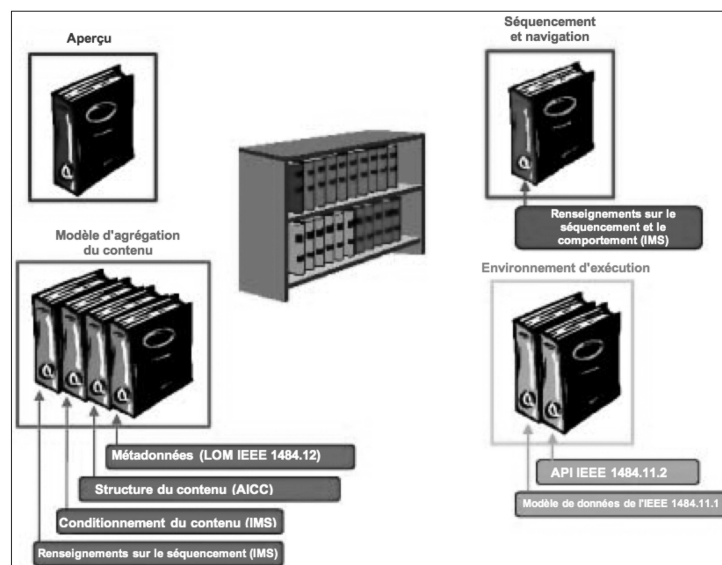 Aperçu
Séquencement
et navigation
Renseignements sur le
séquencement et le
comportement (IMS)
Modèle d'agrégation
du contenu
Environnement d'exécution
Métadonnées (LOM IEEE 1484.12)
Structure du contenu (AICC)
Conditionnement du contenu (IMS)
Renseignements sur le séquencement (IMS)
API IEEE 1484.11.2
Modèle de données de l'IEEE 1484.11.1